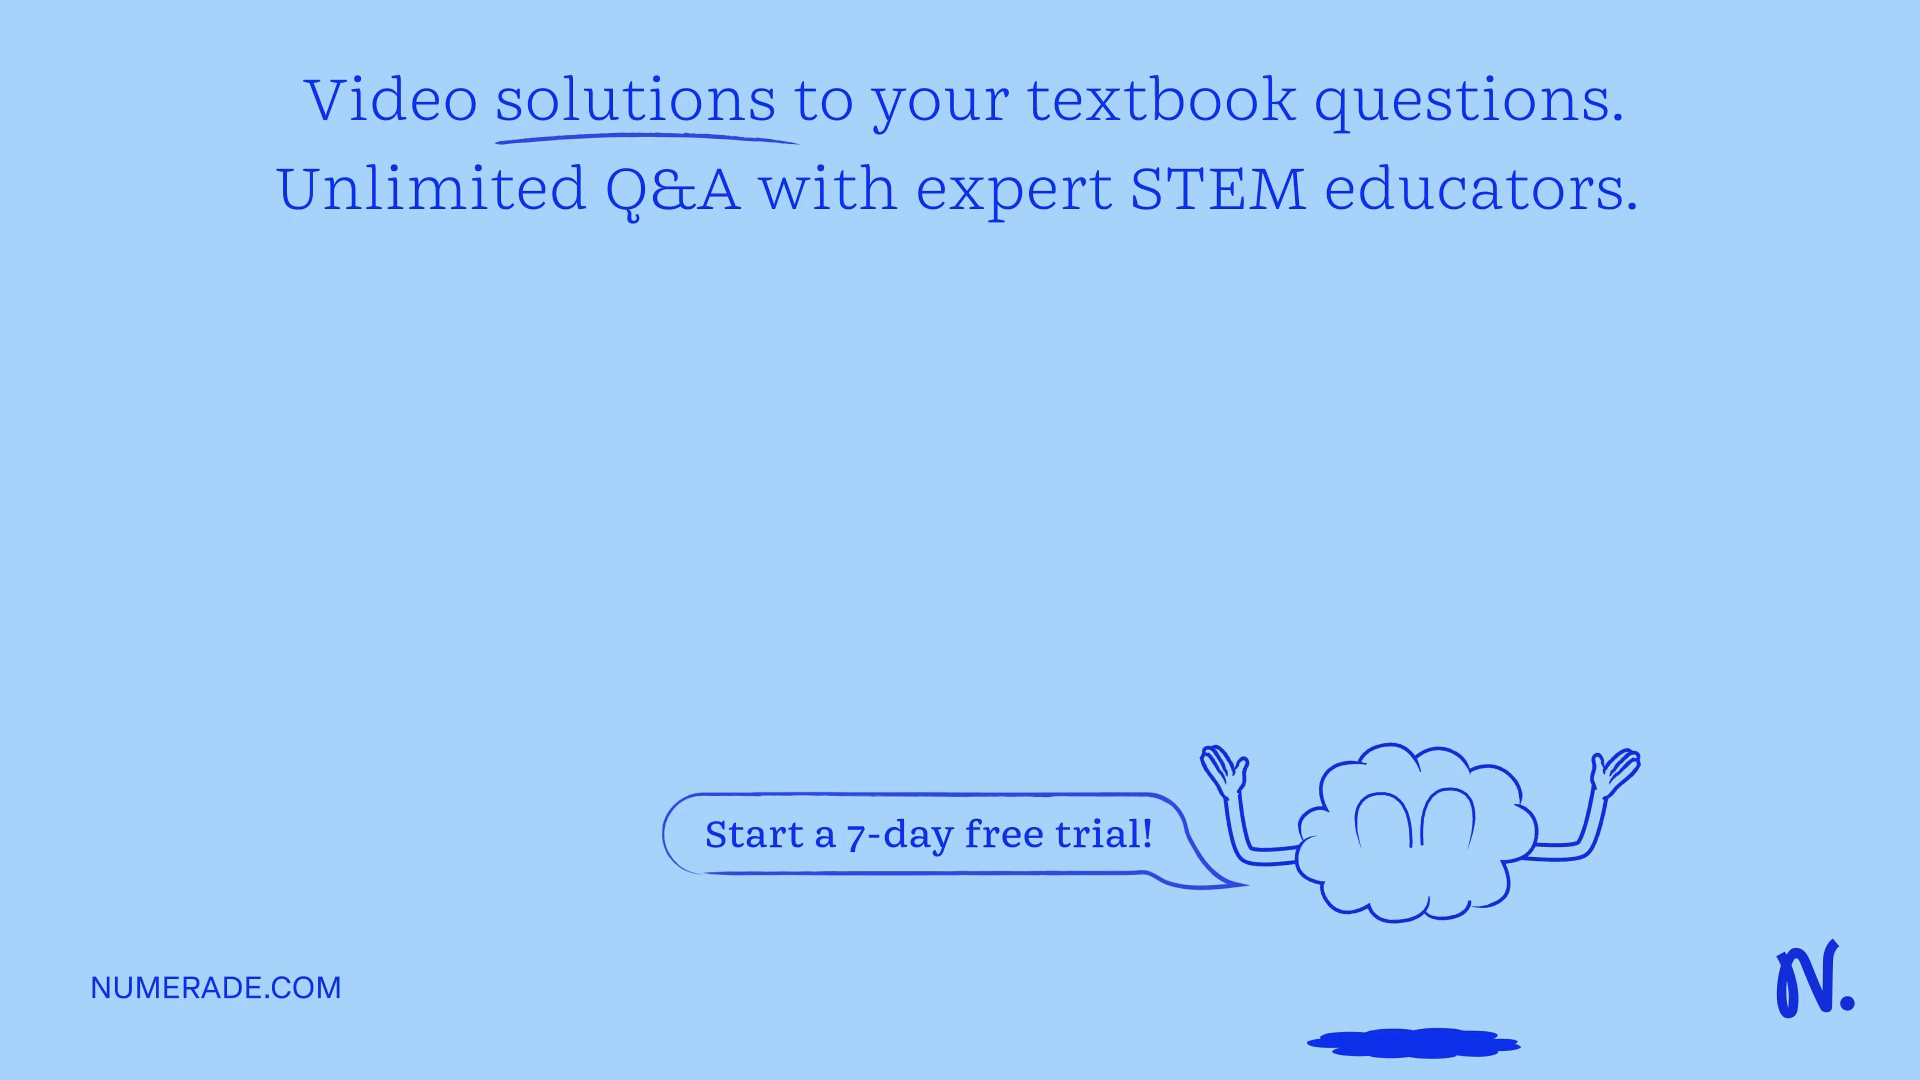 Video solutions to your textbook questions.
Unlimited Q&A with expert STEM educators.
Start a 7-day free trial!
NUMERADE.COM
N.